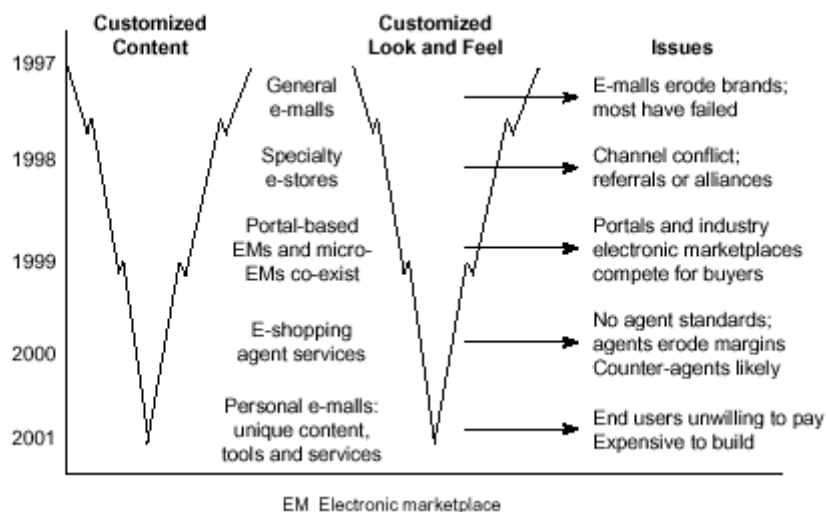 Customized
Content
Customized
Look and Feel
Issues
1997
General
e-malls
E-malls erode brands;
most have failed
1998
Specialty
e-stores
Channel conflict;
referrals or alliances
1999
Portal-based
EMs and micro-
EMs co-exist
Portals and industry
electronic marketplaces
compete for buyers
2000
E-shopping
agent services
No agent standards;
agents erode margins
Counter-agents likely
2001
Personal e-malls:
unique content,
tools and services
End users unwilling to pay
Expensive to build
EM Electronic marketplace